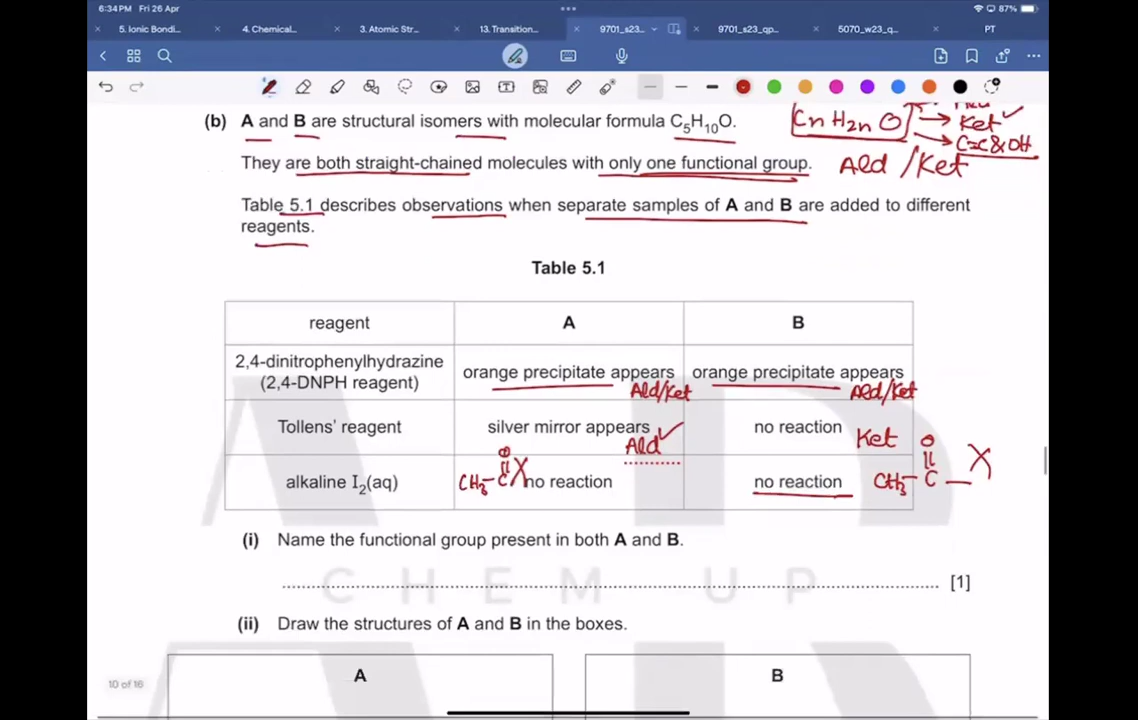 6:34 PM Fri 26 Apr
87%
5. Ionic Bondi...
4. Chemical...
3. Atomic Str...
13. Transition...
9701_s23...
9701_s23_qp...
5070_w23_q...
PT
(b) A and B are structural isomers with molecular formula C₅H₁₀O.
CnH2nO
Ket ✓
C=C & OH
They are both straight-chained molecules with only one functional group.
Ald / Ket
Table 5.1 describes observations when separate samples of A and B are added to different
reagents.
Table 5.1
reagent A B
2,4-dinitrophenylhydrazine
(2,4-DNPH reagent) orange precipitate appears orange precipitate appears
Ald/Ket Ald/Ket
Tollens' reagent silver mirror appears no reaction
Ald ✓ Ket
alkaline I₂(aq) no reaction no reaction
CH3-C=O X
CH3-C=O X
(i) Name the functional group present in both A and B.
[1]
CHEM UP
(ii) Draw the structures of A and B in the boxes.
A B
10 of 16